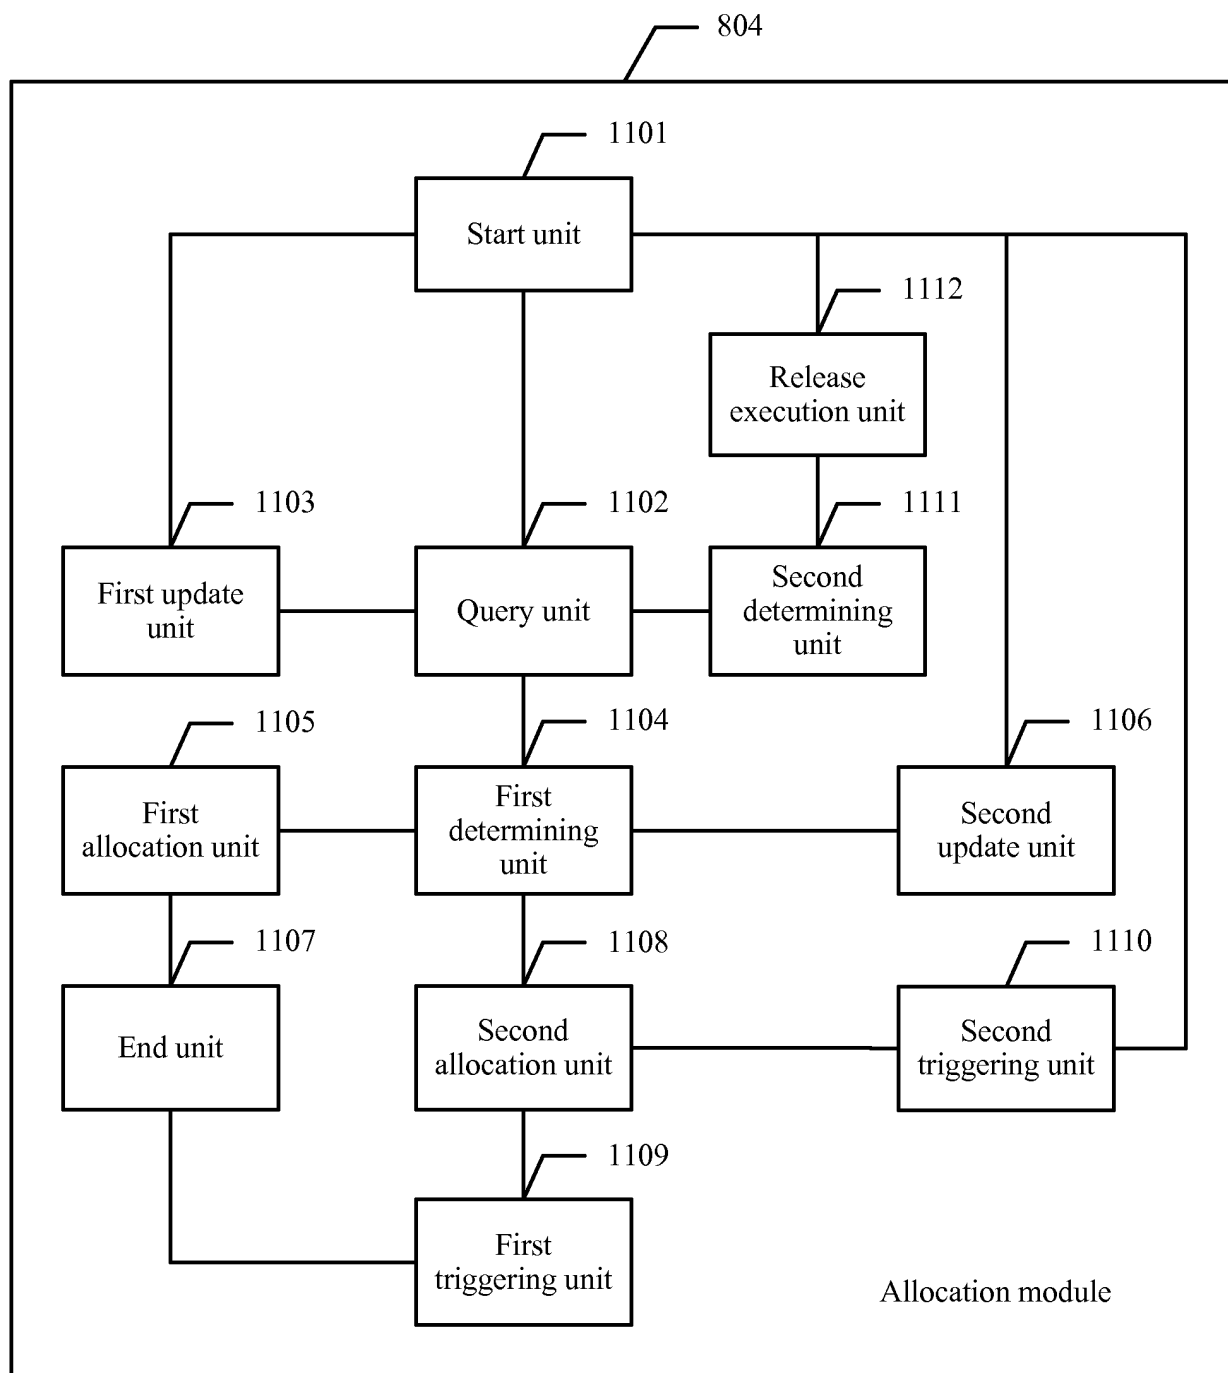 804
1101
Start unit
1112
Release
execution unit
1103
1102
1111
First update
unit
Query unit
Second
determining
unit
1105
1104
1106
First
allocation unit
First
determining
unit
Second
update unit
1107
1108
1110
End unit
Second
allocation unit
Second
triggering unit
1109
First
triggering unit
Allocation module